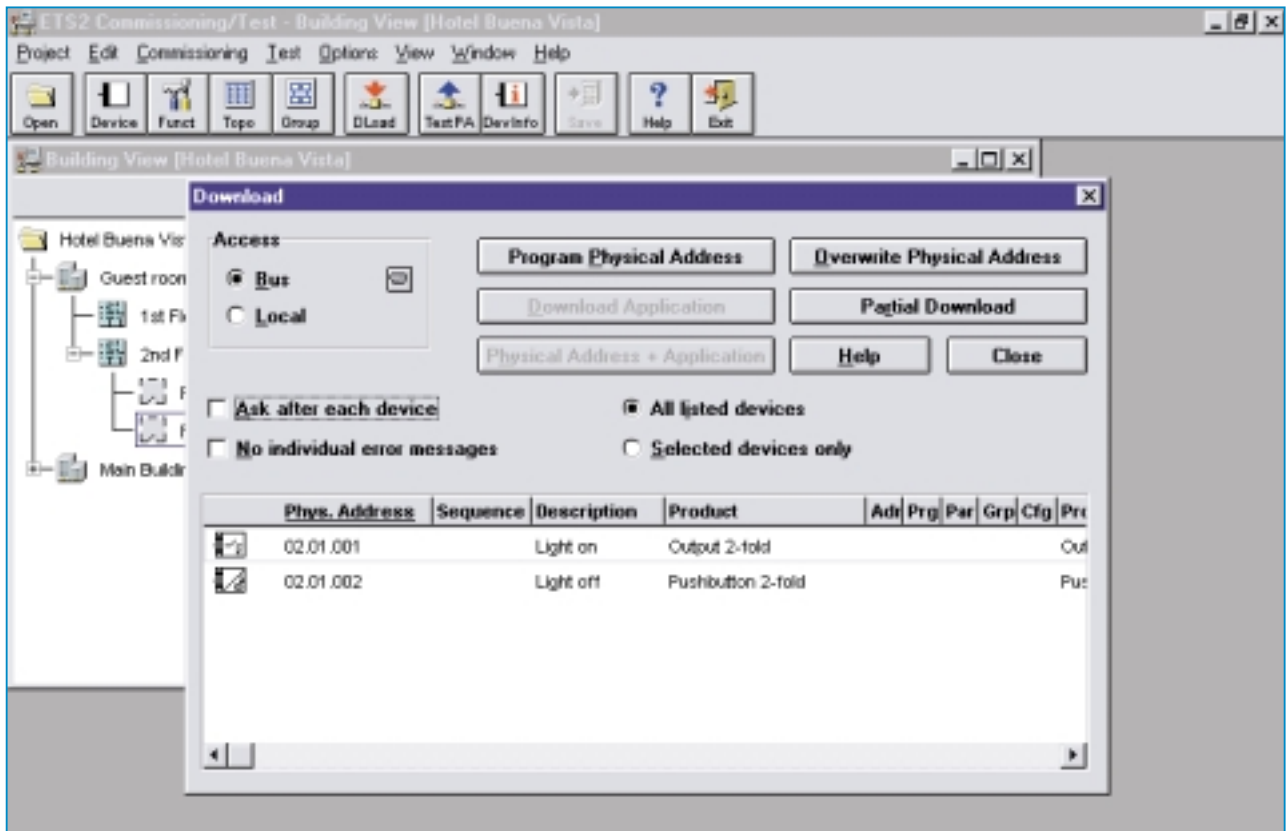 ETS2 Commissioning/Test - Building View [Hotel Buena Vista]
Project Edit Commissioning Test Options View Window Help
Open Device Funct Topo Group DLoad TestPA DevInfo Save Help Exit
Building View [Hotel Buena Vista]
Download
Hotel Buena Vis
Guest room
1st Fl
2nd F
Main Buildin
Access
Bus
Local
Program Physical Address
Overwrite Physical Address
Download Application
Partial Download
Physical Address + Application
Help
Close
Ask after each device
All listed devices
No individual error messages
Selected devices only
Phys. Address Sequence Description Product Adr Prg Par Grp Cfg Pro
02.01.001 Light on Output 2-fold Out
02.01.002 Light off Pushbutton 2-fold Pus